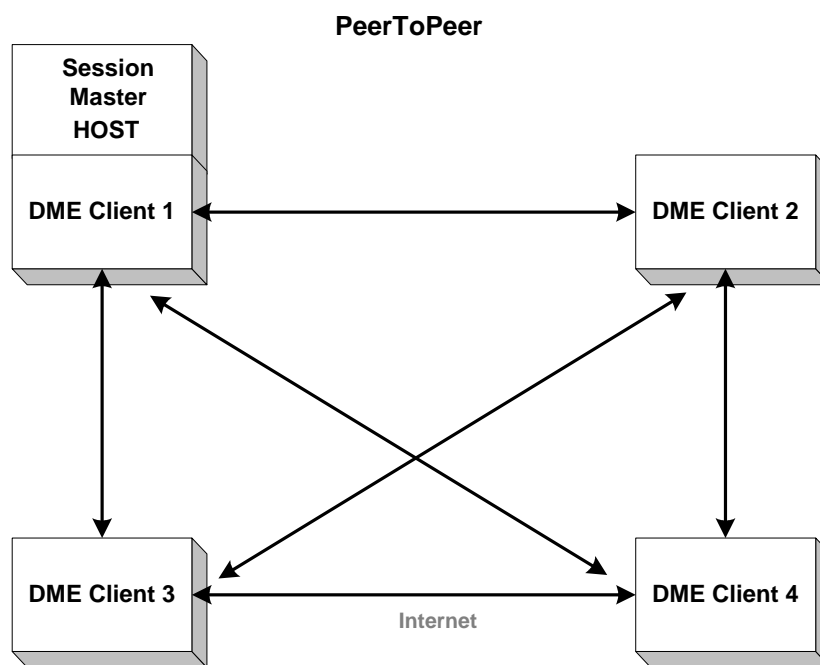 PeerToPeer
Session
Master
HOST
DME Client 1
DME Client 2
DME Client 3
DME Client 4
Internet